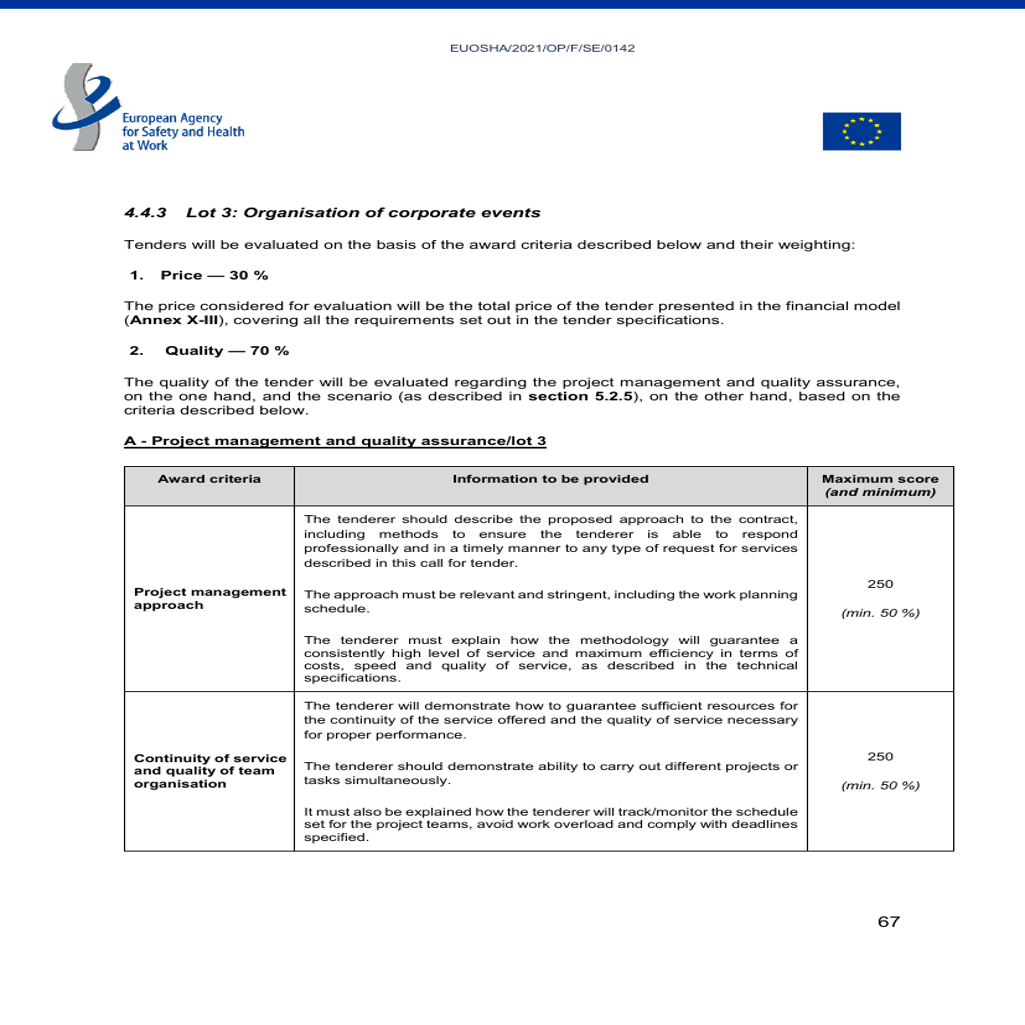 EUOSHA/2021/OP/F/SE/0142
European Agency
for Safety and Health
at Work
4.4.3 Lot 3: Organisation of corporate events
Tenders will be evaluated on the basis of the award criteria described below and their weighting:
1. Price — 30 %
The price considered for evaluation will be the total price of the tender presented in the financial model
(Annex X-III), covering all the requirements set out in the tender specifications.
2. Quality — 70 %
The quality of the tender will be evaluated regarding the project management and quality assurance,
on the one hand, and the scenario (as described in section 5.2.5), on the other hand, based on the
criteria described below.
A - Project management and quality assurance/lot 3
Award criteria
Information to be provided
Maximum score
(and minimum)
Project management
approach
The tenderer should describe the proposed approach to the contract,
including methods to ensure the tenderer is able to respond
professionally and in a timely manner to any type of request for services
described in this call for tender.
The approach must be relevant and stringent, including the work planning
schedule.
The tenderer must explain how the methodology will guarantee a
consistently high level of service and maximum efficiency in terms of
costs, speed and quality of service, as described in the technical
specifications.
250
(min. 50 %)
Continuity of service
and quality of team
organisation
The tenderer will demonstrate how to guarantee sufficient resources for
the continuity of the service offered and the quality of service necessary
for proper performance.
The tenderer should demonstrate ability to carry out different projects or
tasks simultaneously.
It must also be explained how the tenderer will track/monitor the schedule
set for the project teams, avoid work overload and comply with deadlines
specified.
250
(min. 50 %)
67